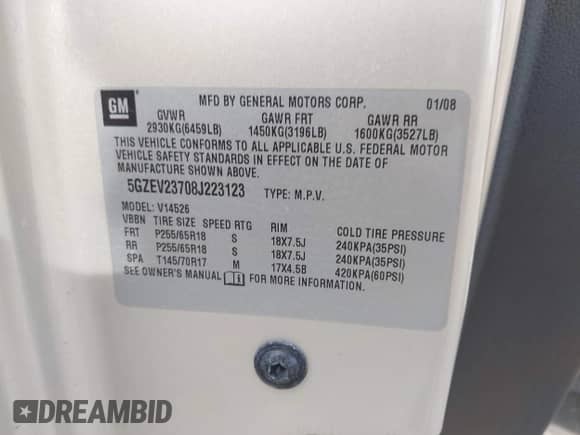 GM
MFD BY GENERAL MOTORS CORP. 01/08
GVWR GAWR FRT GAWR RR
2930KG(6459LB) 1450KG(3196LB) 1600KG(3527LB)
THIS VEHICLE CONFORMS TO ALL APPLICABLE U.S. FEDERAL MOTOR
VEHICLE SAFETY STANDARDS IN EFFECT ON THE DATE OF
MANUFACTURE SHOWN ABOVE.
5GZEV23708J223123 TYPE: M.P.V.
MODEL: V14526
VBBN TIRE SIZE SPEED RTG RIM COLD TIRE PRESSURE
FRT P255/65R18 S 18X7.5J 240KPA(35PSI)
RR P255/65R18 S 18X7.5J 240KPA(35PSI)
SPA T145/70R17 M 17X4.5B 420KPA(60PSI)
SEE OWNER'S MANUAL FOR MORE INFORMATION.
DREAMBID